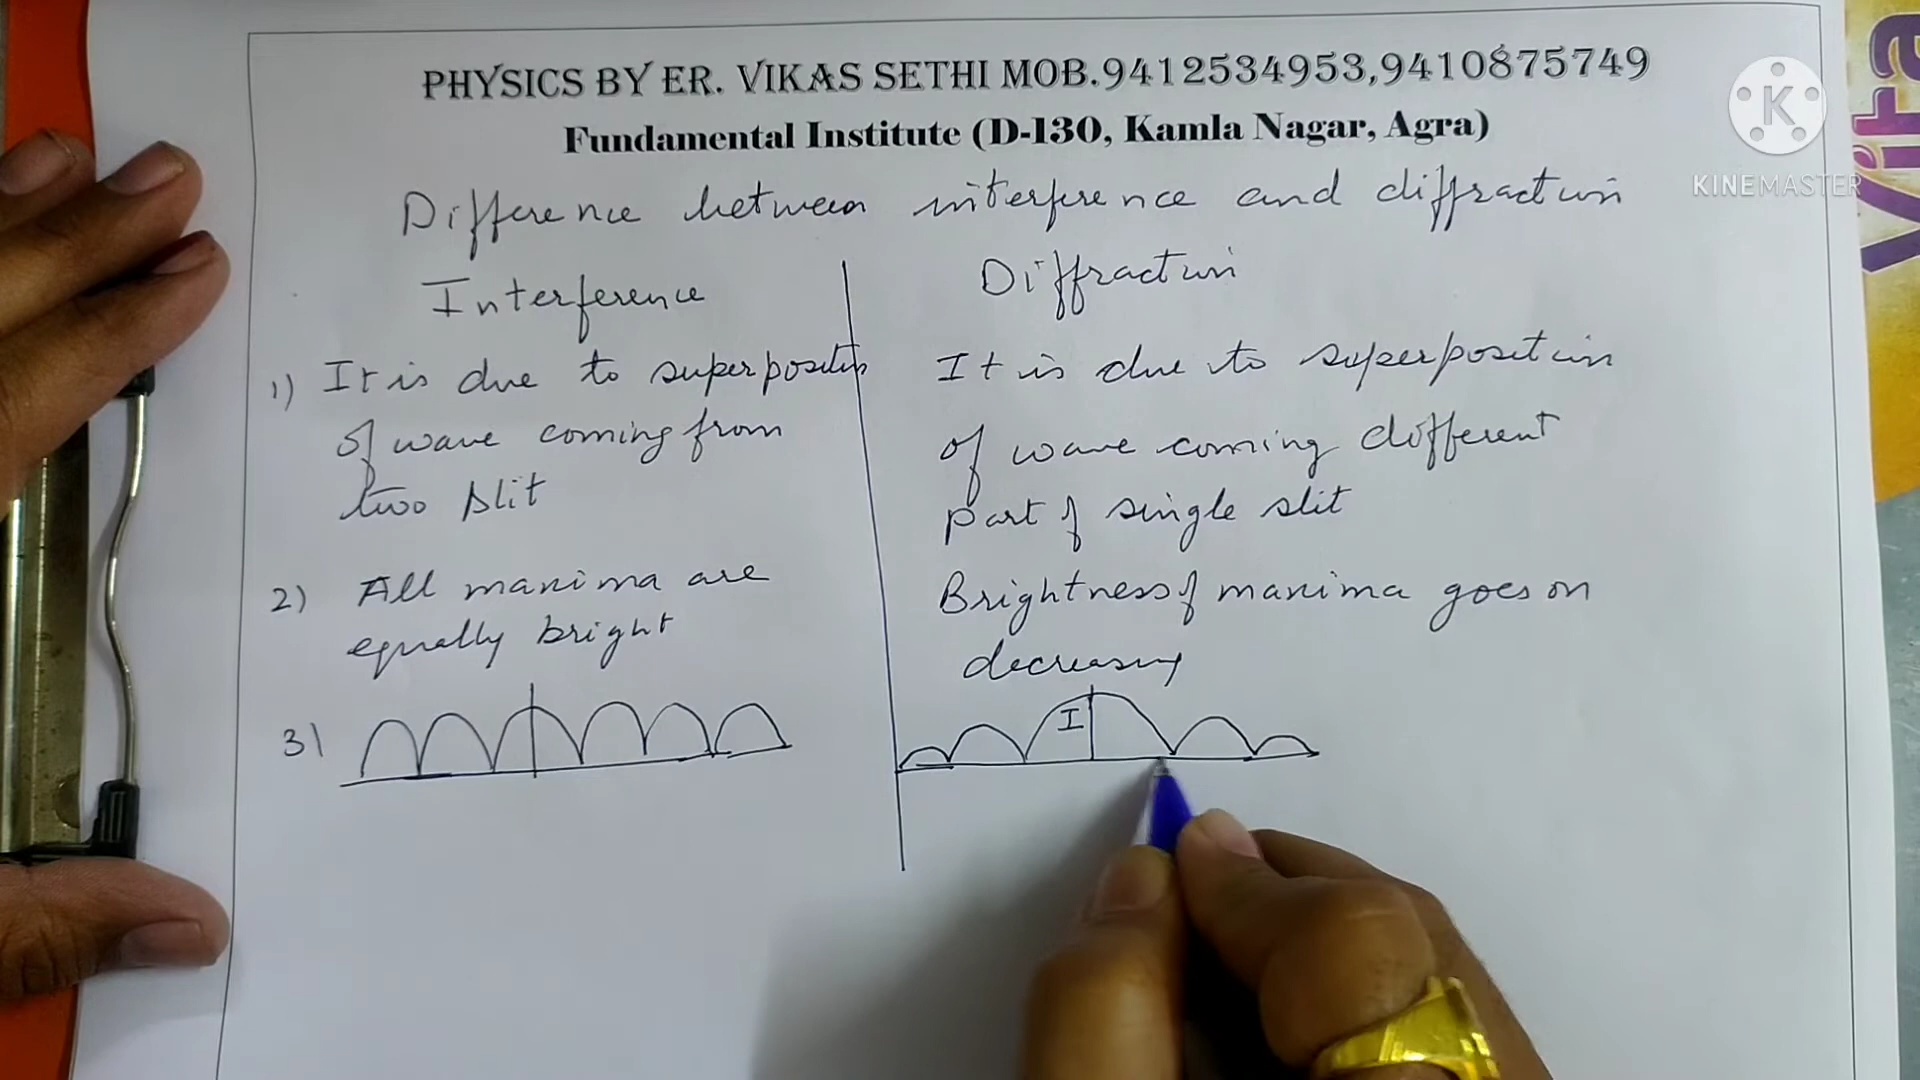 PHYSICS BY ER. VIKAS SETHI MOB.9412534953,9410875749
Fundamental Institute (D-130, Kamla Nagar, Agra)
K
KINEMASTER
Vita
Difference between interference and diffraction
Interference
Diffraction
1) It is due to superposition
of wave coming from
two slit
It is due to superposition
of wave coming different
part of single slit
2) All maxima are
equally bright
Brightness of maxima goes on
decreasing
3)
I